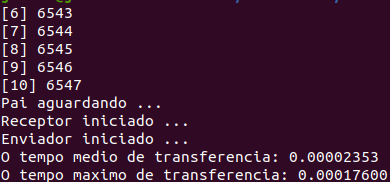 [6] 6543
[7] 6544
[8] 6545
[9] 6546
[10] 6547
Pai aguardando ...
Receptor iniciado ...
Enviador iniciado ...
O tempo medio de transferencia: 0.00002353
O tempo maximo de transferencia: 0.00017600